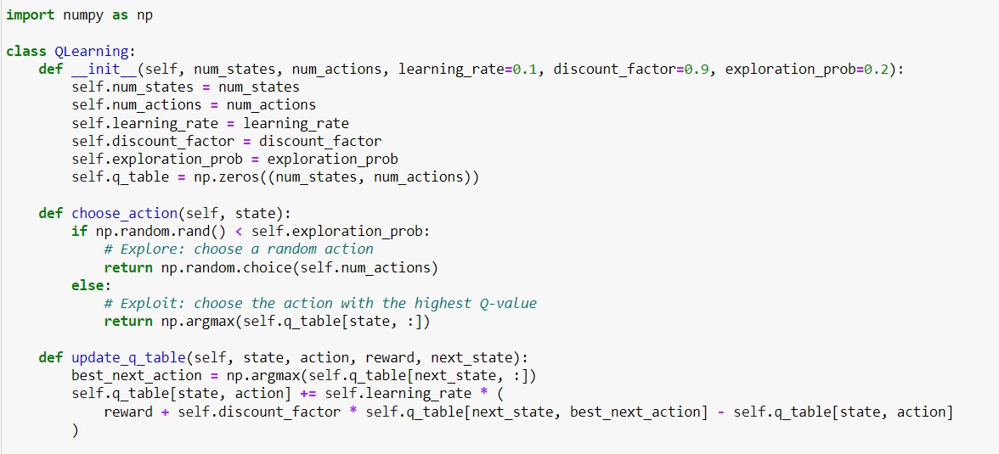 import numpy as np
class QLearning:
    def __init__(self, num_states, num_actions, learning_rate=0.1, discount_factor=0.9, exploration_prob=0.2):
        self.num_states = num_states
        self.num_actions = num_actions
        self.learning_rate = learning_rate
        self.discount_factor = discount_factor
        self.exploration_prob = exploration_prob
        self.q_table = np.zeros((num_states, num_actions))
    def choose_action(self, state):
        if np.random.rand() < self.exploration_prob:
            # Explore: choose a random action
            return np.random.choice(self.num_actions)
        else:
            # Exploit: choose the action with the highest Q-value
            return np.argmax(self.q_table[state, :])
    def update_q_table(self, state, action, reward, next_state):
        best_next_action = np.argmax(self.q_table[next_state, :])
        self.q_table[state, action] += self.learning_rate * (
            reward + self.discount_factor * self.q_table[next_state, best_next_action] - self.q_table[state, action]
        )